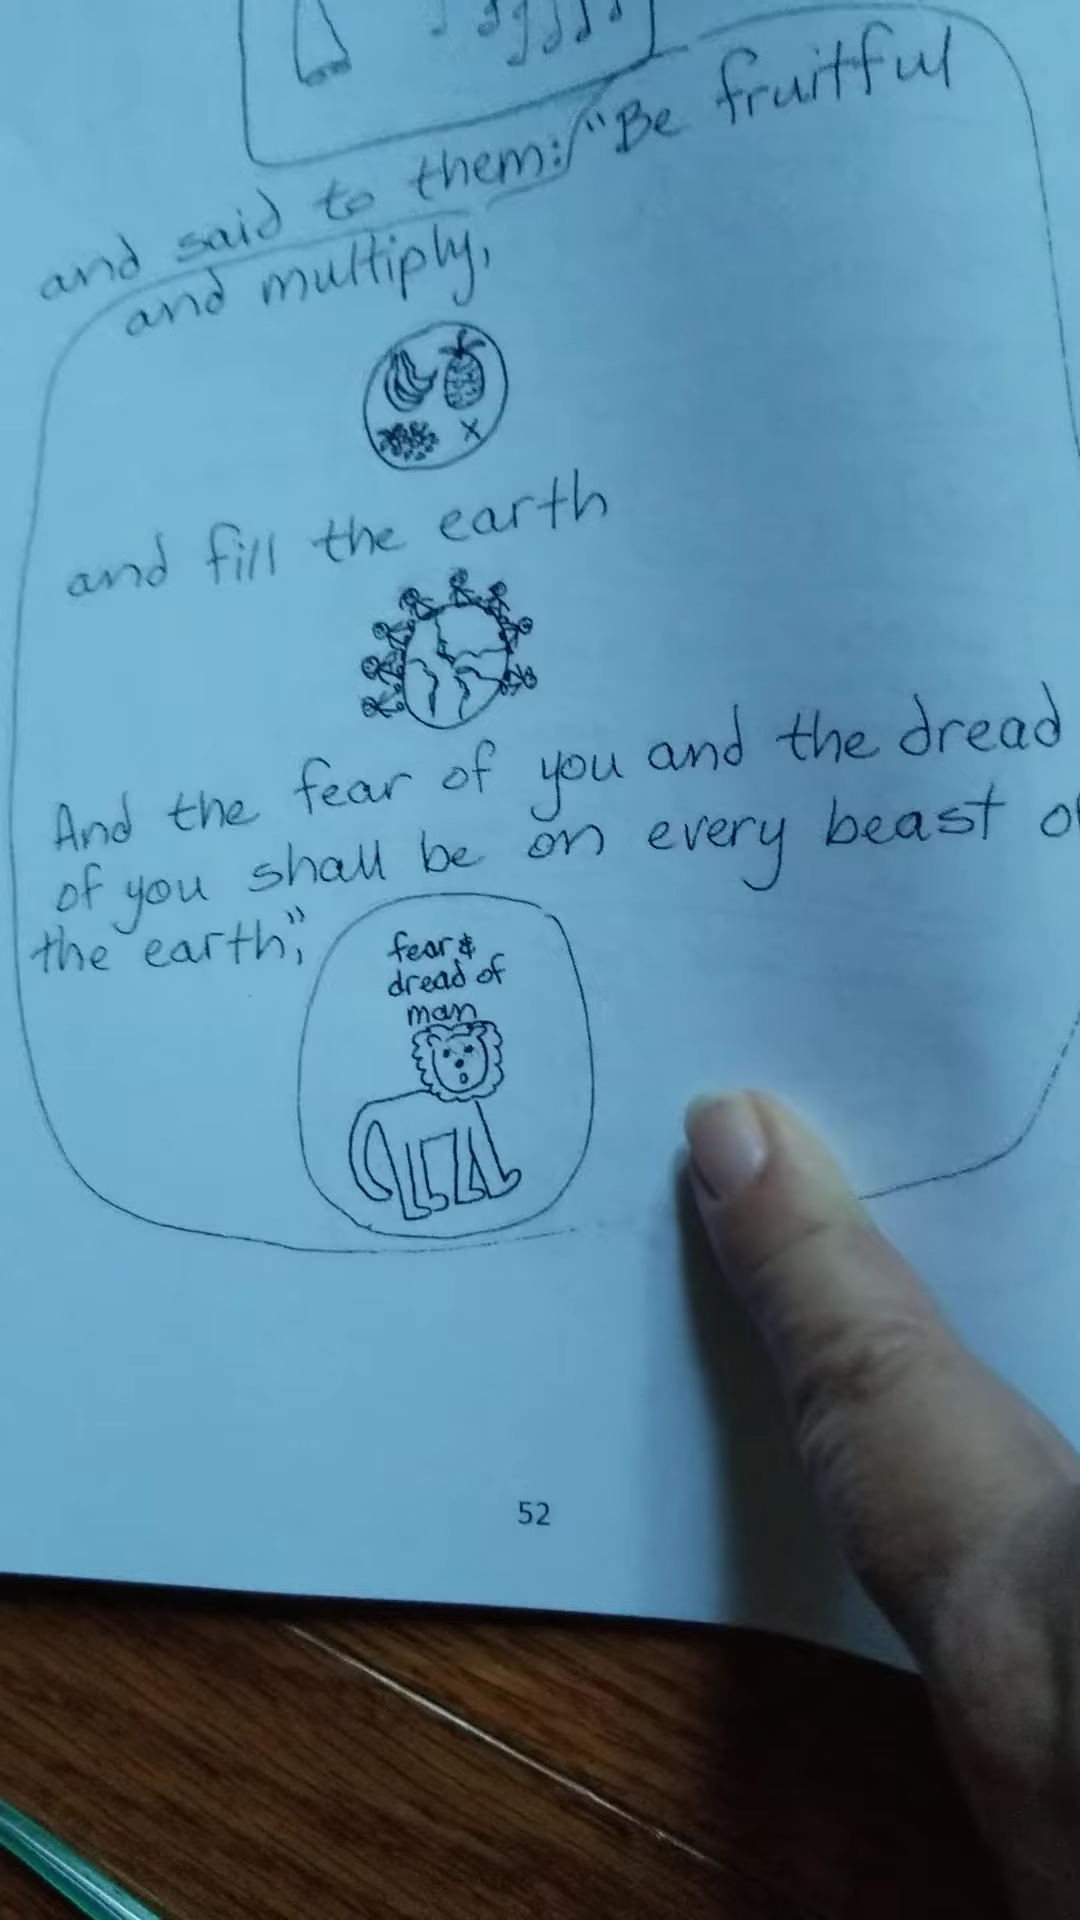 and said to them: "Be fruitful
and multiply,
X
and fill the earth
And the fear of you and the dread
of you shall be on every beast of
the earth;"
fear &
dread of
man
52